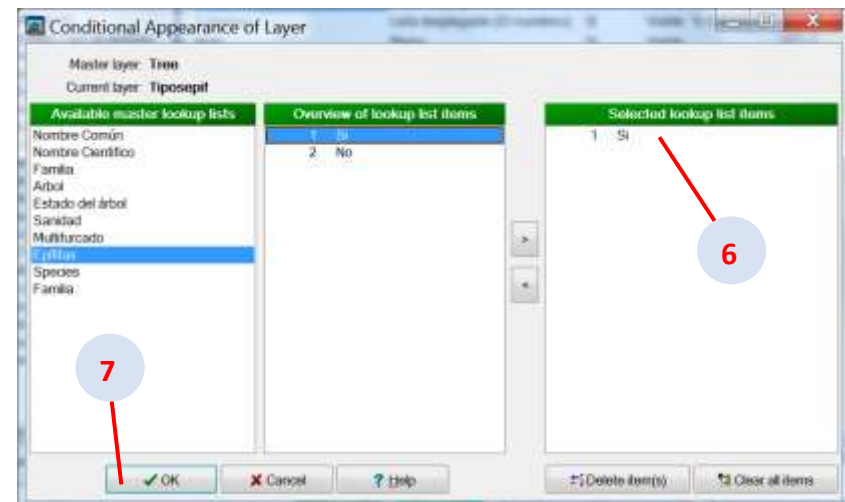 Conditional Appearance of Layer
Master layer: Tree
Current layer: Tiposepif
Available master lookup lists
Nombre Común
Nombre Científico
Familia
Arbol
Estado del árbol
Sanidad
Multifurcado
Epífitas
Species
Familia
Overview of lookup list items
1 Si
2 No
>
<
Selected lookup list items
1 Si
6
7
OK
Cancel
? Help
Delete item(s)
Clear all items